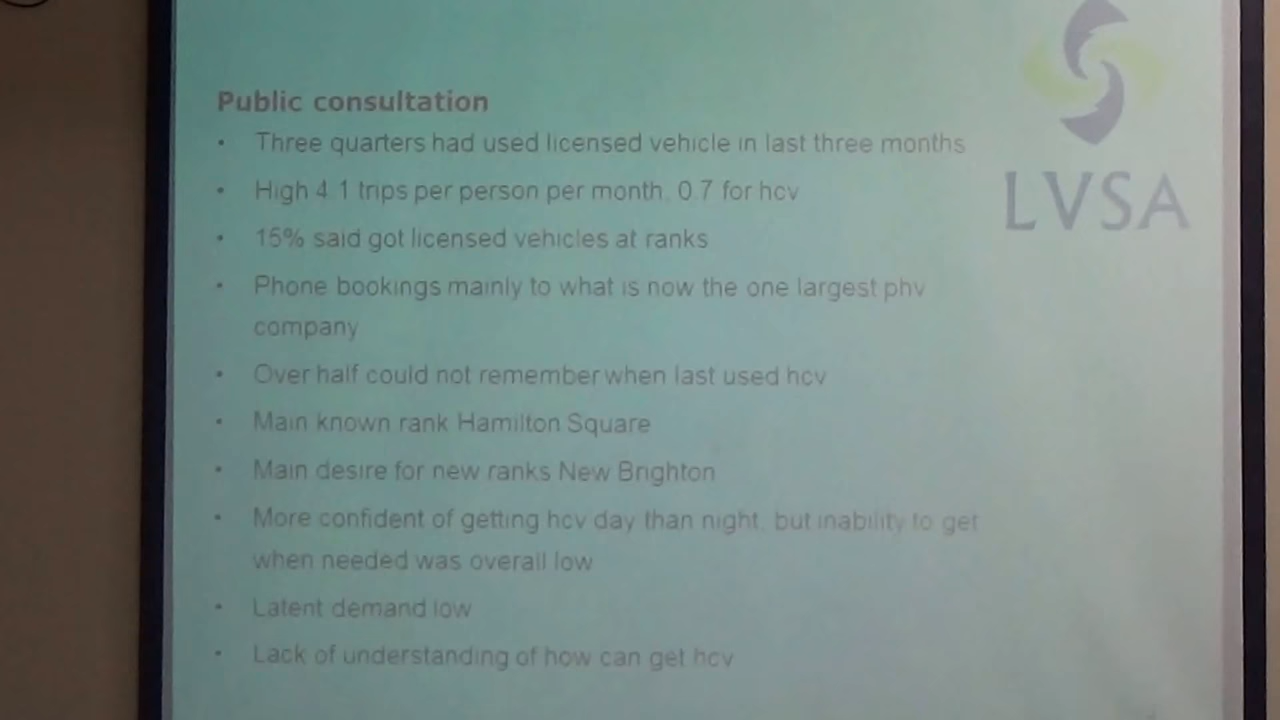 Public consultation
• Three quarters had used licensed vehicle in last three months
• High 4.1 trips per person per month, 0.7 for hcv
• 15% said got licensed vehicles at ranks
• Phone bookings mainly to what is now the one largest phv
company
• Over half could not remember when last used hcv
• Main known rank Hamilton Square
• Main desire for new ranks New Brighton
• More confident of getting hcv day than night, but inability to get
when needed was overall low
• Latent demand low
• Lack of understanding of how can get hcv
LVSA